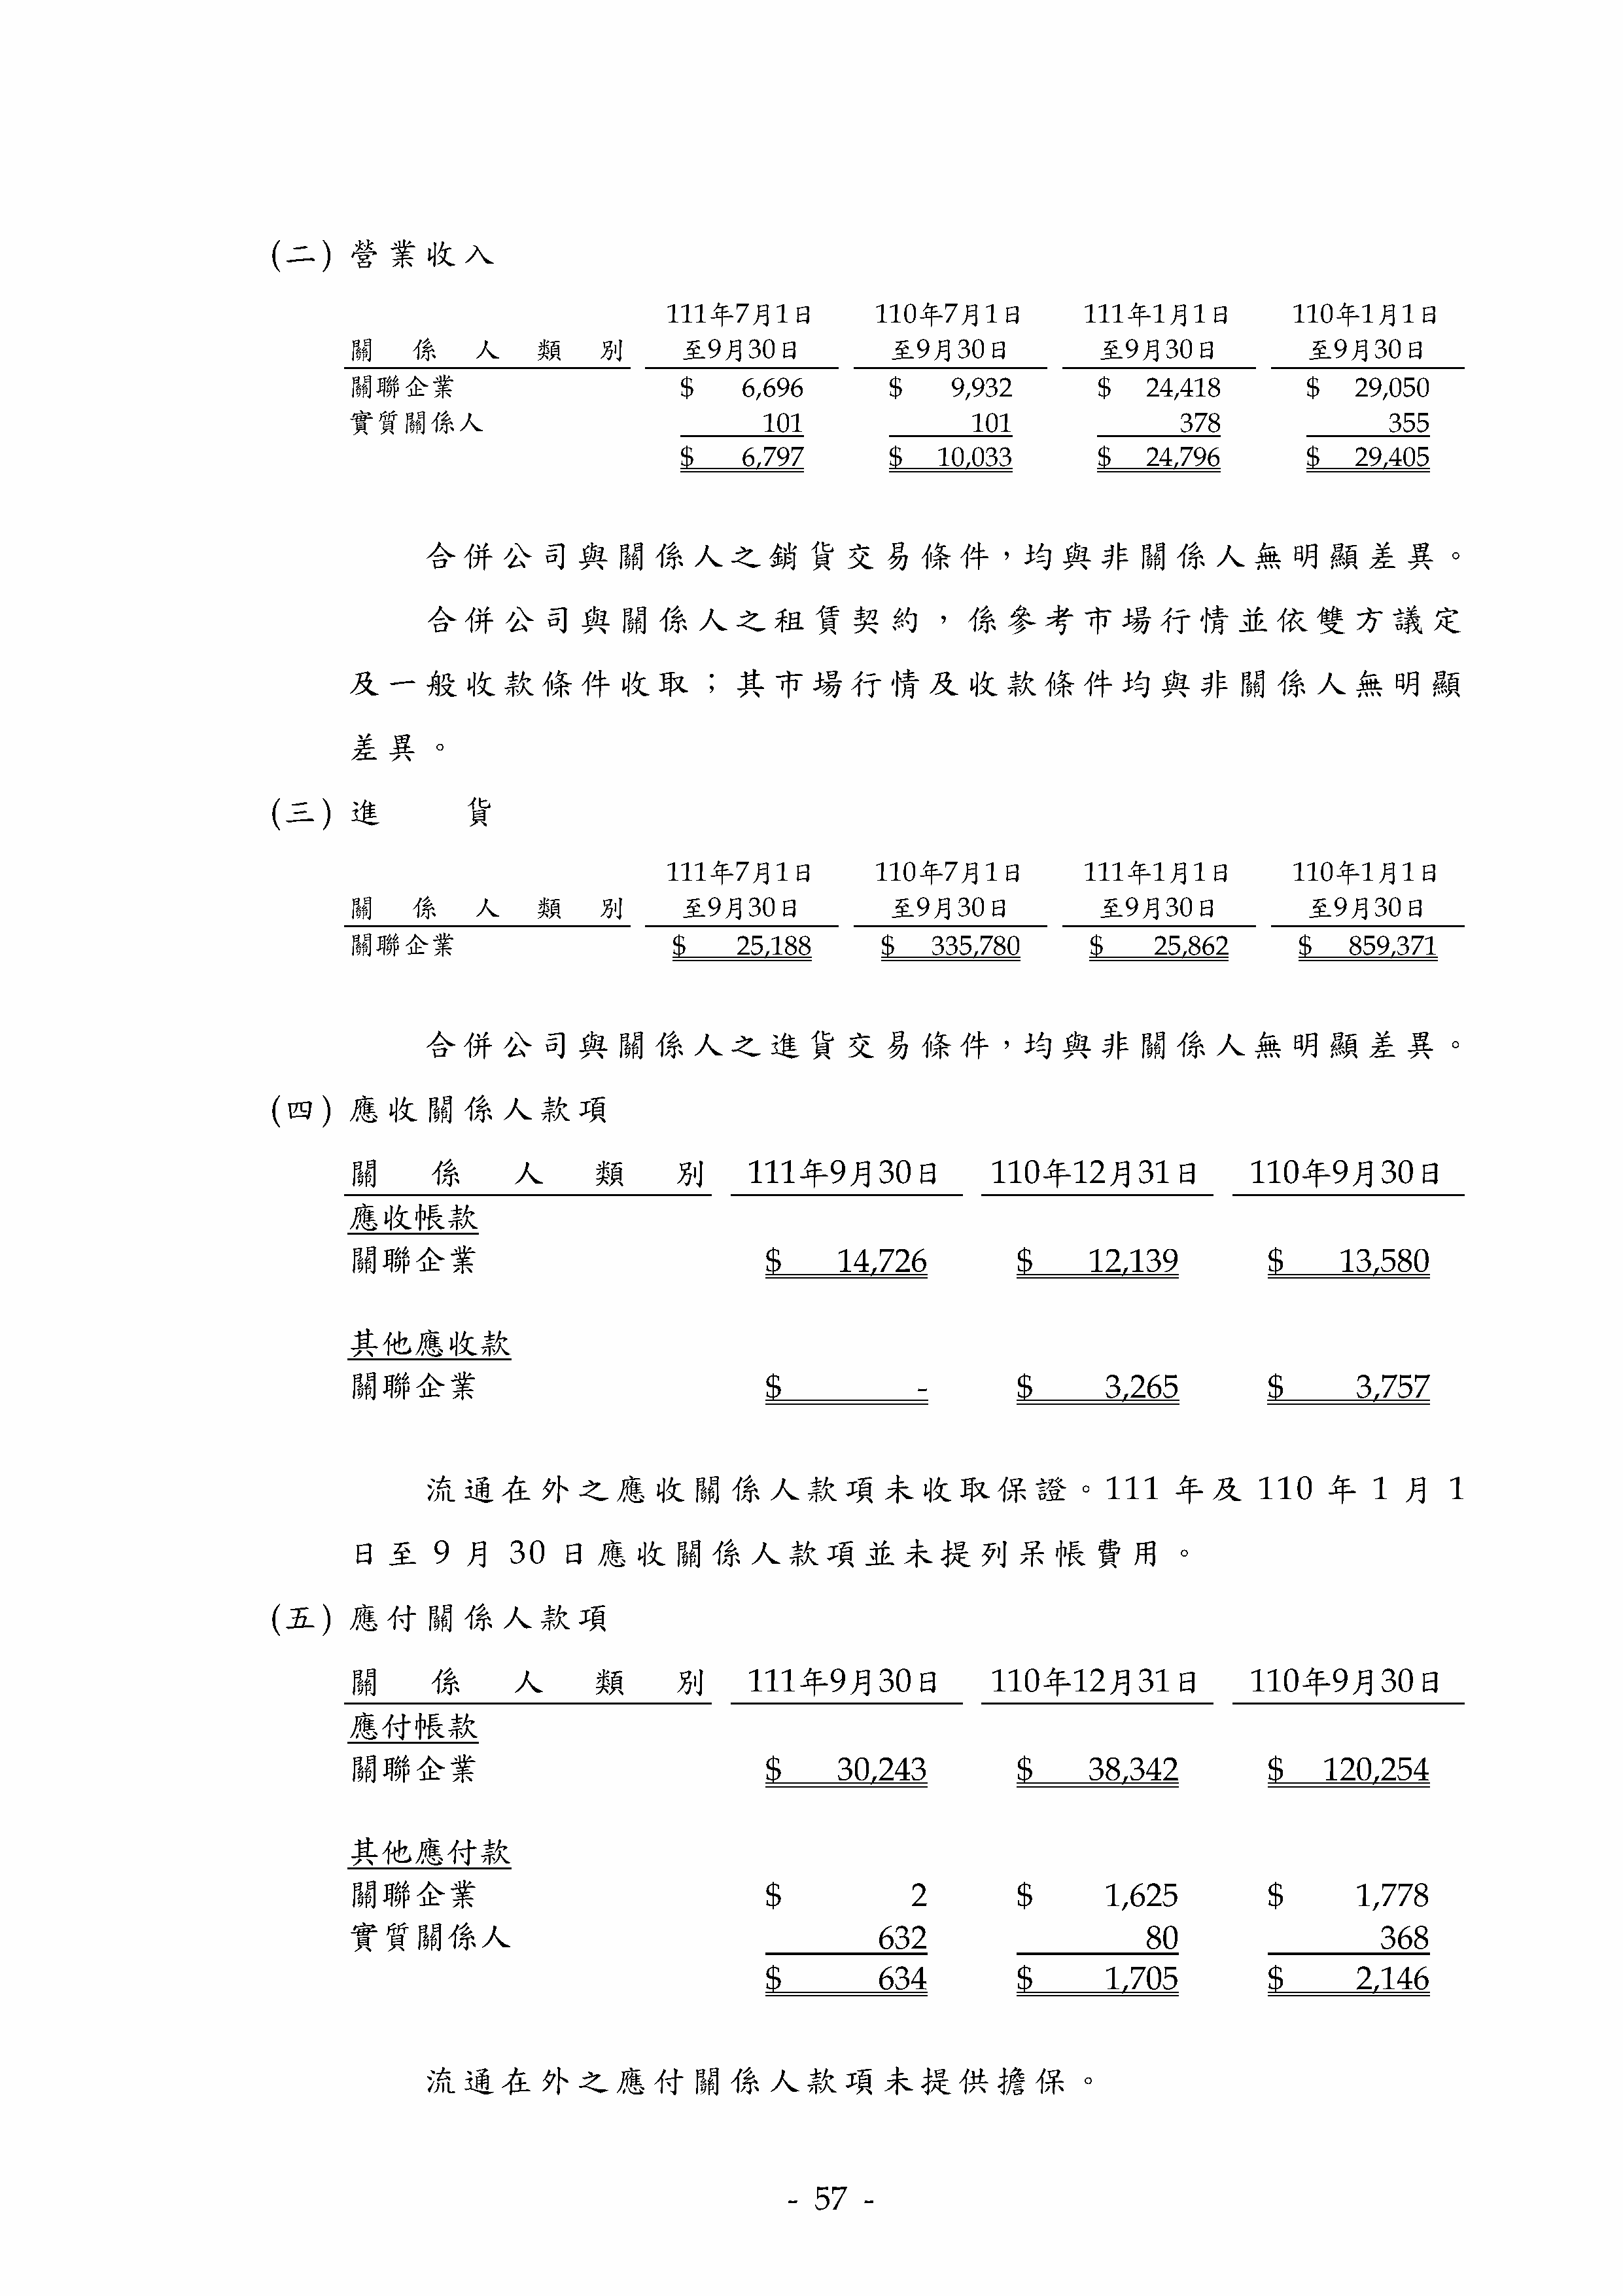 (二) 營業收入
111年7月1日 110年7月1日 111年1月1日 110年1月1日
關係人類別 至9月30日 至9月30日 至9月30日 至9月30日
關聯企業 $ 6,696 $ 9,932 $ 24,418 $ 29,050
實質關係人 101 101 378 355
$ 6,797 $ 10,033 $ 24,796 $ 29,405
合併公司與關係人之銷貨交易條件，均與非關係人無明顯差異。
合併公司與關係人之租賃契約，係參考市場行情並依雙方議定
及一般收款條件收取；其市場行情及收款條件均與非關係人無明顯
差異。
(三) 進貨
111年7月1日 110年7月1日 111年1月1日 110年1月1日
關係人類別 至9月30日 至9月30日 至9月30日 至9月30日
關聯企業 $ 25,188 $ 335,780 $ 25,862 $ 859,371
合併公司與關係人之進貨交易條件，均與非關係人無明顯差異。
(四) 應收關係人款項
關係人類別 111年9月30日 110年12月31日 110年9月30日
應收帳款
關聯企業 $ 14,726 $ 12,139 $ 13,580
其他應收款
關聯企業 $ - $ 3,265 $ 3,757
流通在外之應收關係人款項未收取保證。111 年及 110 年 1 月 1
日至 9 月 30 日應收關係人款項並未提列呆帳費用。
(五) 應付關係人款項
關係人類別 111年9月30日 110年12月31日 110年9月30日
應付帳款
關聯企業 $ 30,243 $ 38,342 $ 120,254
其他應付款
關聯企業 $ 2 $ 1,625 $ 1,778
實質關係人 632 80 368
$ 634 $ 1,705 $ 2,146
流通在外之應付關係人款項未提供擔保。
- 57 -